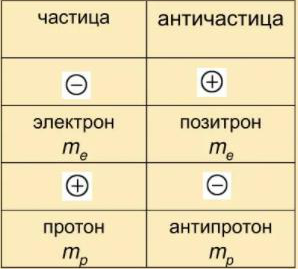 частица античастица
⊖ ⊕
электрон позитрон
mₑ mₑ
⊕ ⊖
протон антипротон
mₚ mₚ